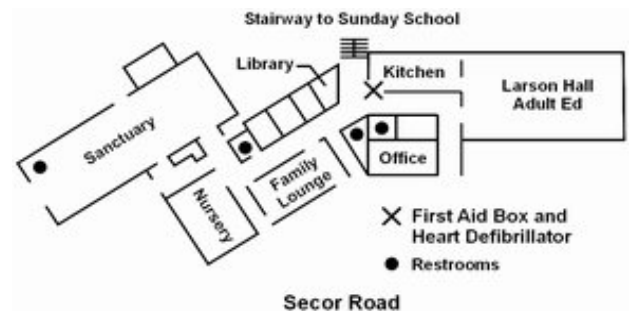 Stairway to Sunday School
Library
Kitchen
Larson Hall
Adult Ed
Sanctuary
Office
Family
Lounge
Nursery
First Aid Box and
Heart Defibrillator
Restrooms
Secor Road